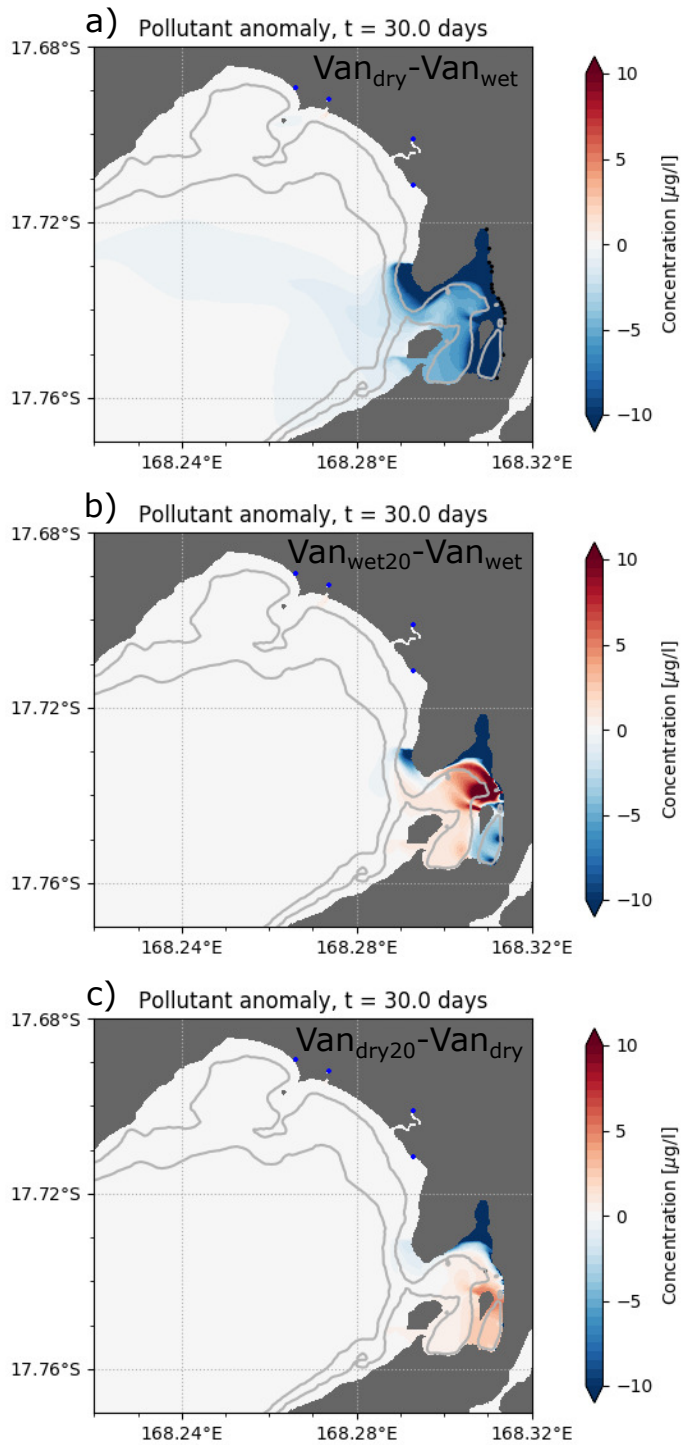 a) Pollutant anomaly, t = 30.0 days
Van_dry-Van_wet
17.68°S
17.72°S
17.76°S
168.24°E 168.28°E 168.32°E
10
5
0
−5
−10
Concentration [μg/l]
b) Pollutant anomaly, t = 30.0 days
Van_wet20-Van_wet
17.68°S
17.72°S
17.76°S
168.24°E 168.28°E 168.32°E
10
5
0
−5
−10
Concentration [μg/l]
c) Pollutant anomaly, t = 30.0 days
Van_dry20-Van_dry
17.68°S
17.72°S
17.76°S
168.24°E 168.28°E 168.32°E
10
5
0
−5
−10
Concentration [μg/l]